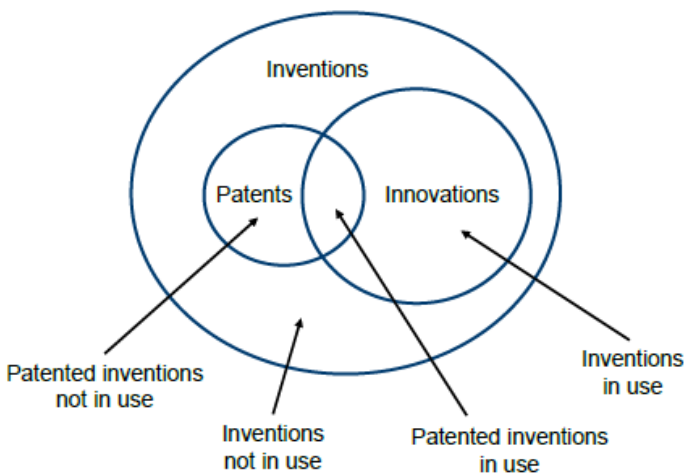 Inventions
Patents
Innovations
Patented inventions
not in use
Inventions
not in use
Patented inventions
in use
Inventions
in use